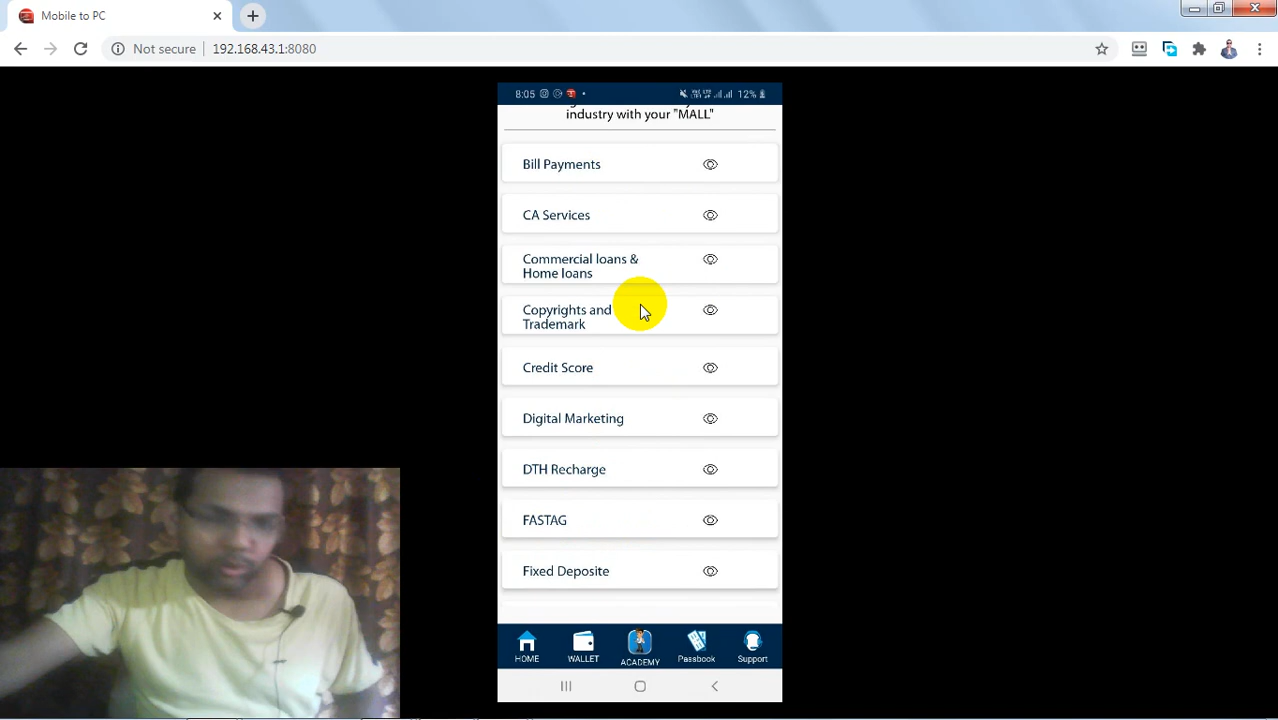 Mobile to PC
Not secure
192.168.43.1:8080
8:05
12%
industry with your "MALL"
Bill Payments
CA Services
Commercial loans &
Home loans
Copyrights and
Trademark
Credit Score
Digital Marketing
DTH Recharge
FASTAG
Fixed Deposite
HOME
WALLET
ACADEMY
Passbook
Support